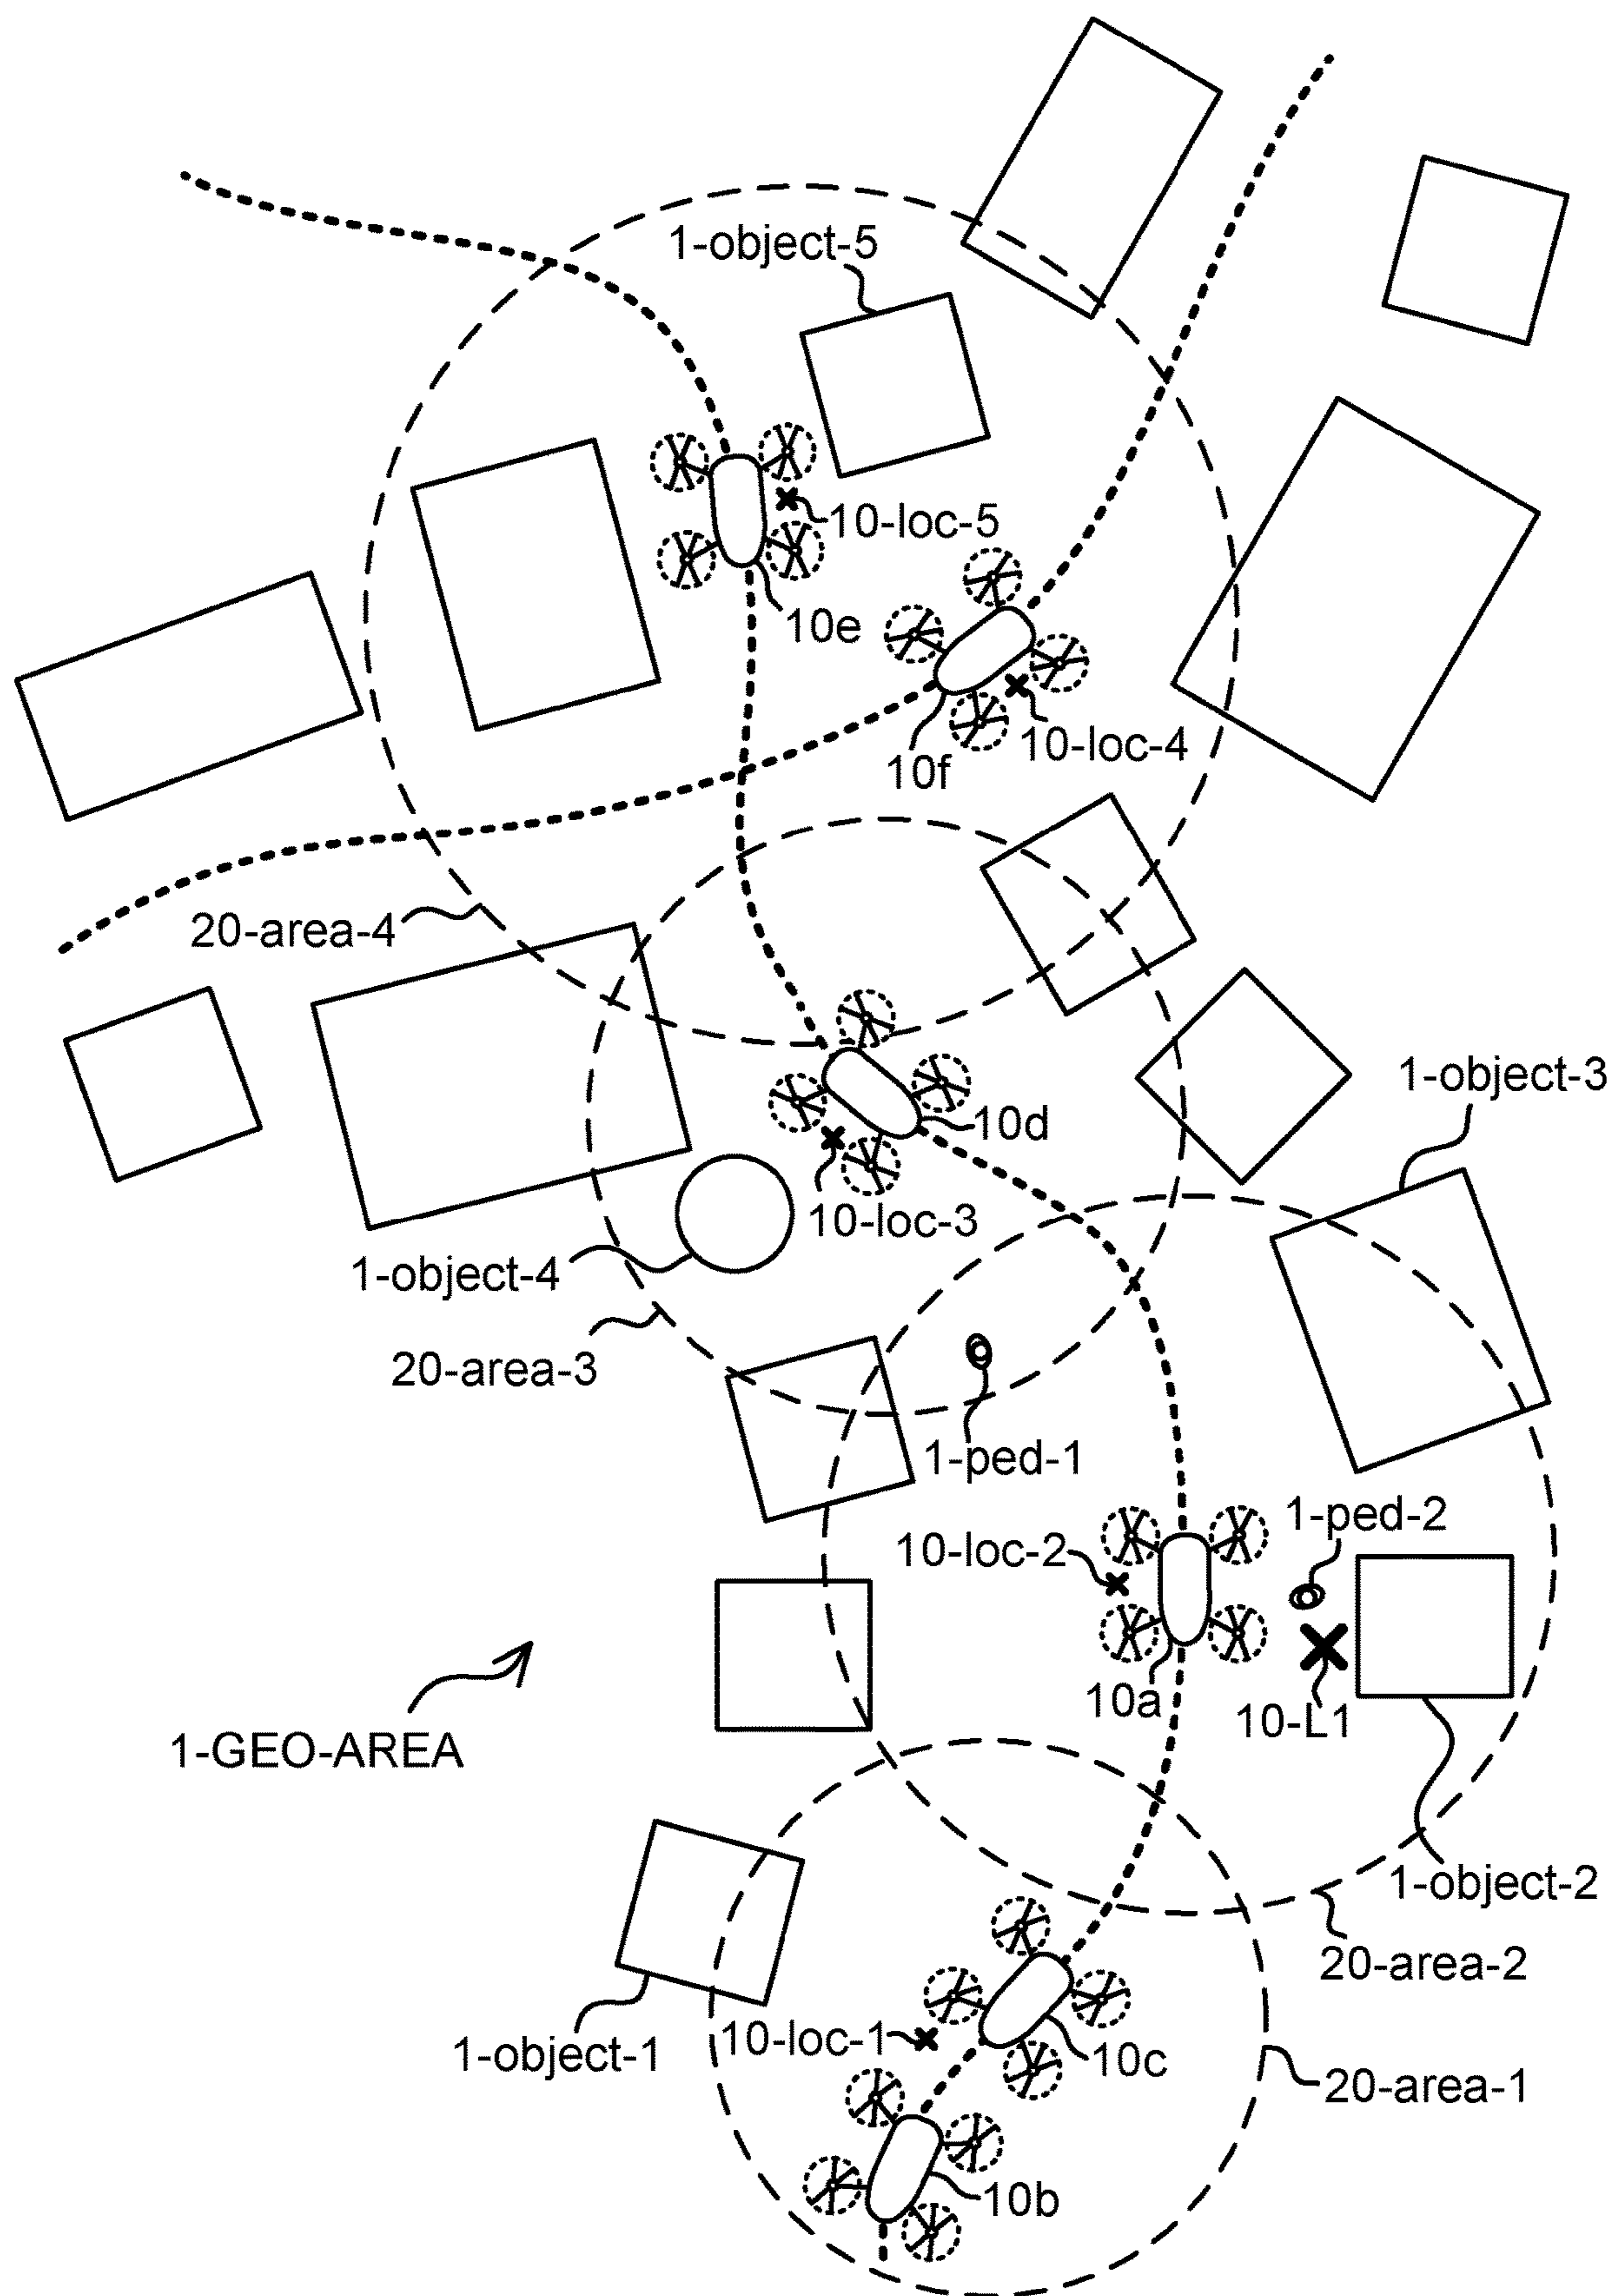 1-object-5
10-loc-5
10e
10-loc-4
10f
20-area-4
1-object-3
10d
10-loc-3
1-object-4
20-area-3
1-ped-1
1-ped-2
10-loc-2
10a
10-L1
1-GEO-AREA
1-object-2
20-area-2
10-loc-1
1-object-1
10c
20-area-1
10b